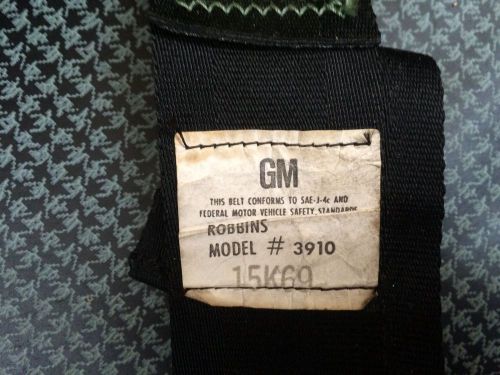 GM
THIS BELT CONFORMS TO SAE-J-4c AND
FEDERAL MOTOR VEHICLE SAFETY STANDARDS
ROBBINS
MODEL # 3910
15K69